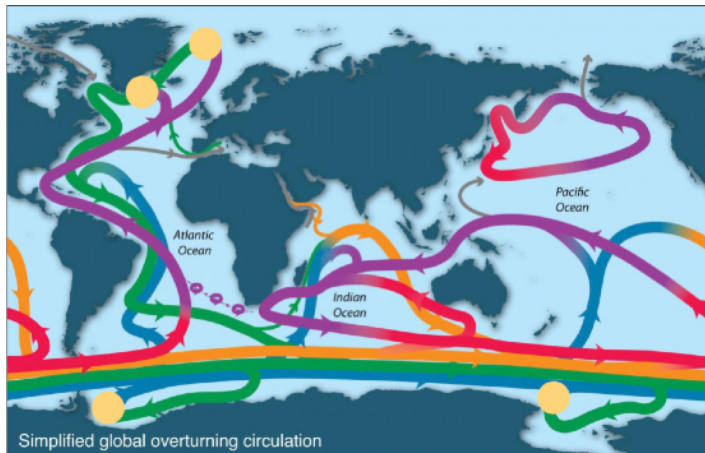 Pacific
Ocean
Atlantic
Ocean
Indian
Ocean
Simplified global overturning circulation